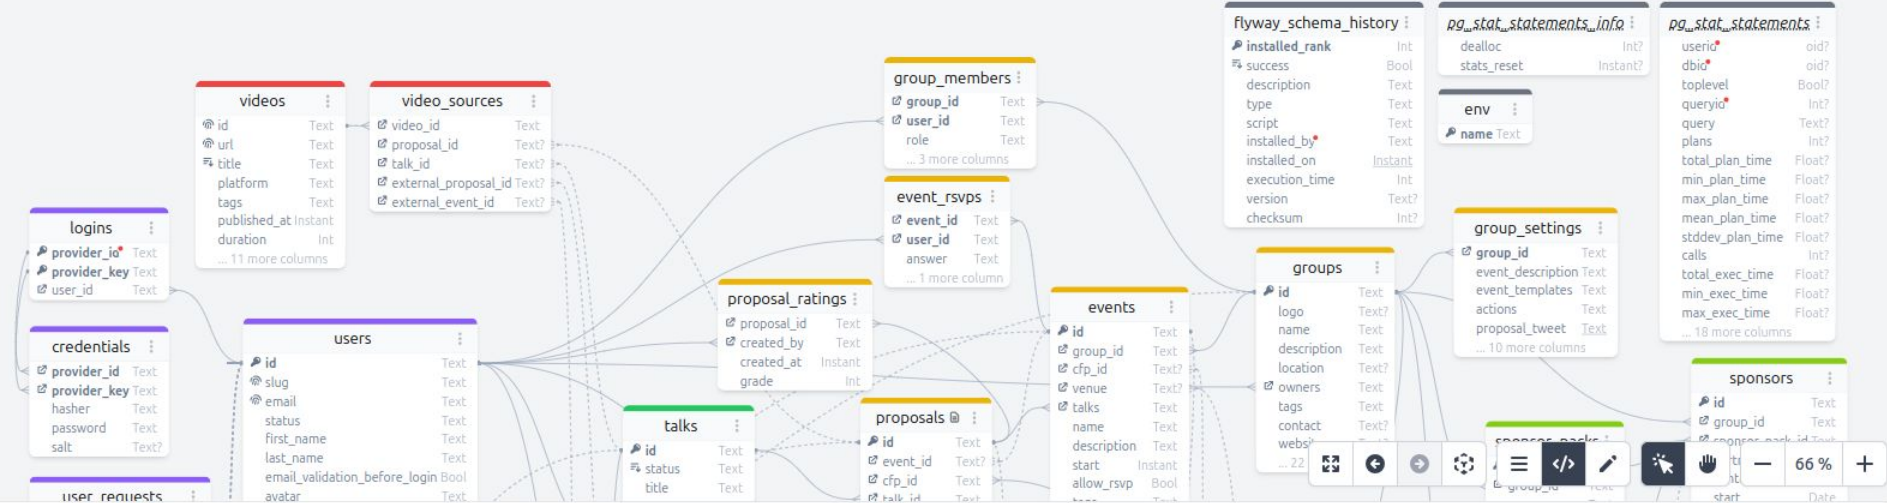 flyway_schema_history
installed_rank Int
success Bool
description Text
type Text
script Text
installed_by Text
installed_on Instant
execution_time Int
version Text?
checksum Int?
pg_stat_statements_info
dealloc Int?
stats_reset Instant?
env
name Text
pg_stat_statements
userid oid?
dbid oid?
toplevel Bool?
queryid Int?
query Text?
plans Int?
total_plan_time Float?
min_plan_time Float?
max_plan_time Float?
mean_plan_time Float?
stddev_plan_time Float?
calls Int?
total_exec_time Float?
min_exec_time Float?
max_exec_time Float?
... 18 more columns
group_members
group_id Text
user_id Text
role Text
... 3 more columns
videos
id Text
url Text
title Text
platform Text
tags Text
published_at Instant
duration Int
... 11 more columns
video_sources
video_id Text
proposal_id Text?
talk_id Text?
external_proposal_id Text?
external_event_id Text?
event_rsvps
event_id Text
user_id Text
answer Text
... 1 more column
logins
provider_id Text
provider_key Text
user_id Text
group_settings
group_id Text
event_description Text
event_templates Text
actions Text
proposal_tweet Text
... 10 more columns
groups
id Text
logo Text?
name Text
description Text
location Text?
owners Text
tags Text
contact Text?
... 22
proposal_ratings
proposal_id Text
created_by Text
created_at Instant
grade Int
events
id Text
group_id Text
cfp_id Text?
venue Text?
talks Text
name Text
description Text
start Instant
allow_rsvp Bool
credentials
provider_id Text
provider_key Text
hasher Text
password Text
salt Text?
users
id Text
slug Text
email Text
status Text
first_name Text
last_name Text
email_validation_before_login Bool
avatar Text
talks
id Text
status Text
title Text
proposals
id Text
event_id Text?
cfp_id Text
talk_id Text
sponsors
id Text
group_id Text
sponsor_pack_id Text
start Date
sponsor_packs
group_id Text
user_requests
66 %